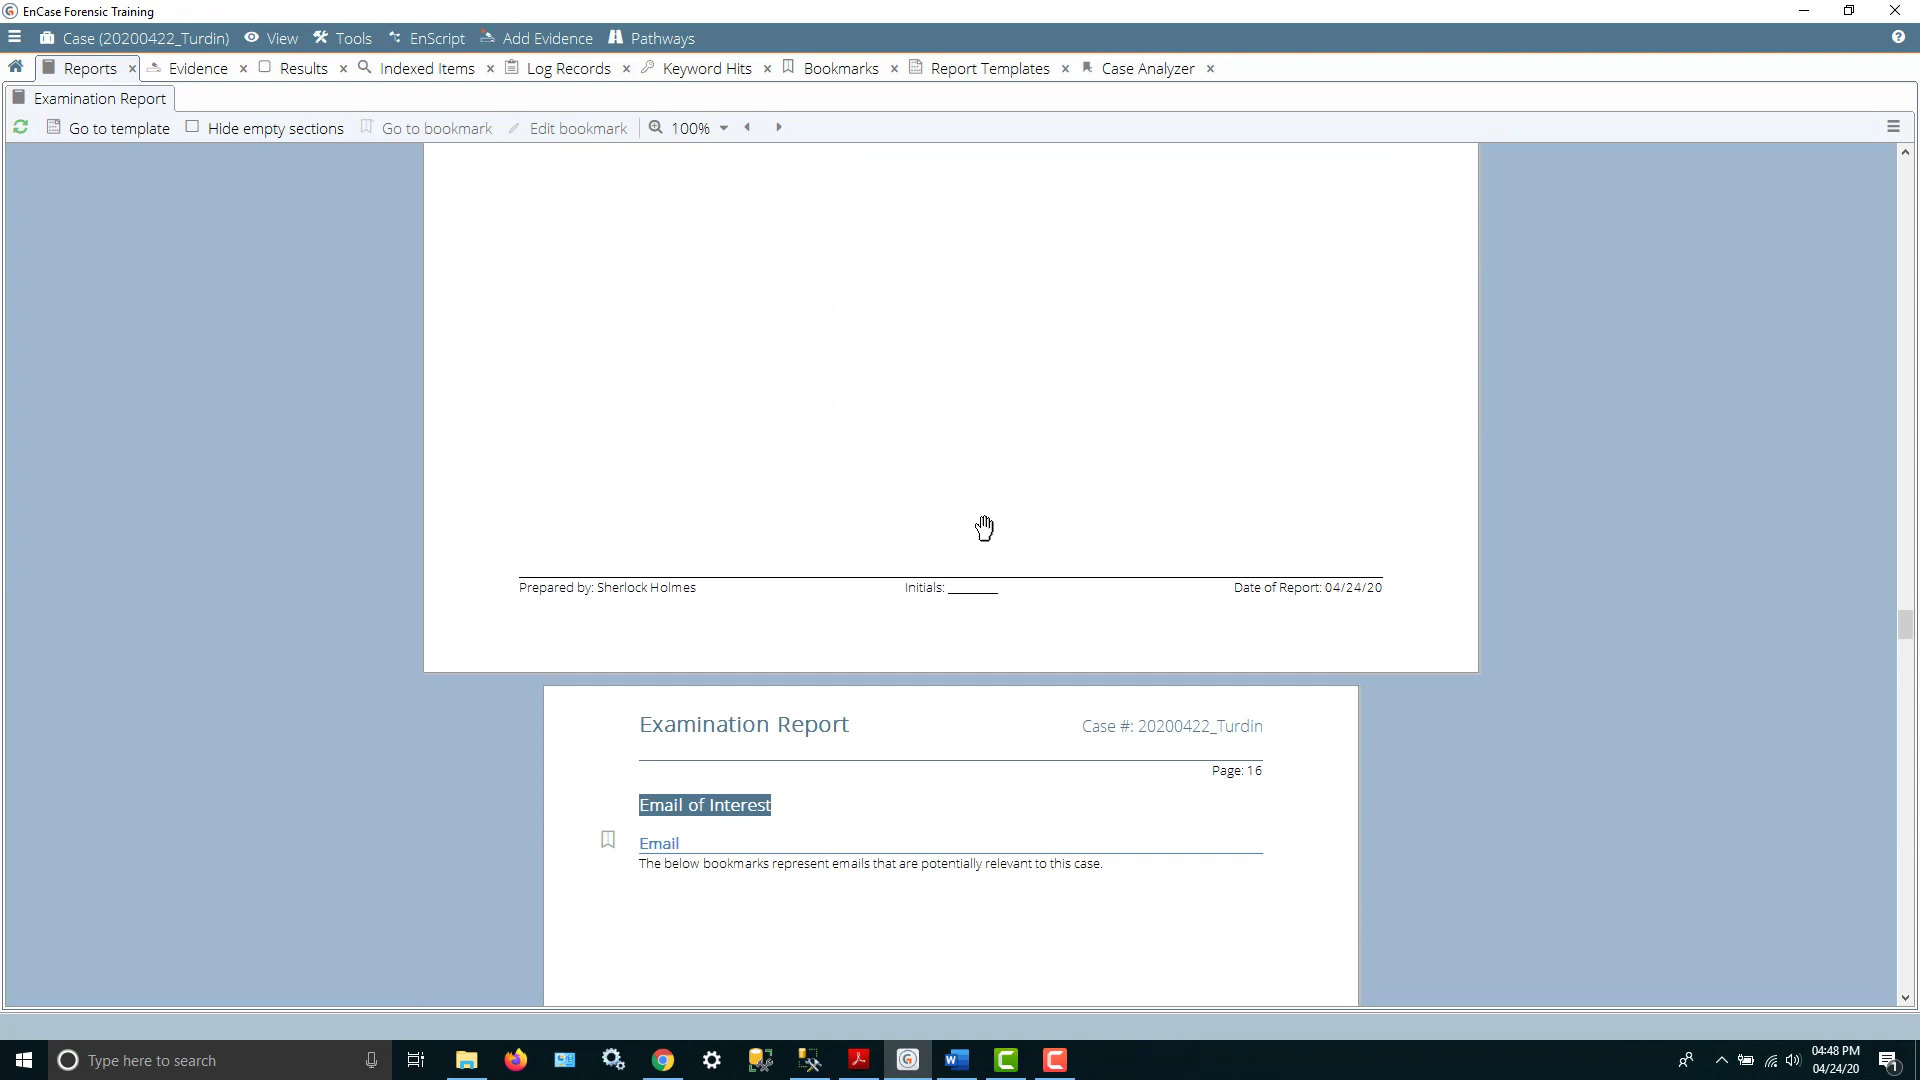 EnCase Forensic Training
Case (20200422_Turdin) View Tools EnScript Add Evidence Pathways
Reports Evidence Results Indexed Items Log Records Keyword Hits Bookmarks Report Templates Case Analyzer
Examination Report
Go to template Hide empty sections Go to bookmark Edit bookmark 100%
Prepared by: Sherlock Holmes Initials: ________ Date of Report: 04/24/20
Examination Report Case #: 20200422_Turdin
Page: 16
Email of Interest
Email
The below bookmarks represent emails that are potentially relevant to this case.
Type here to search
04:48 PM
04/24/20
1